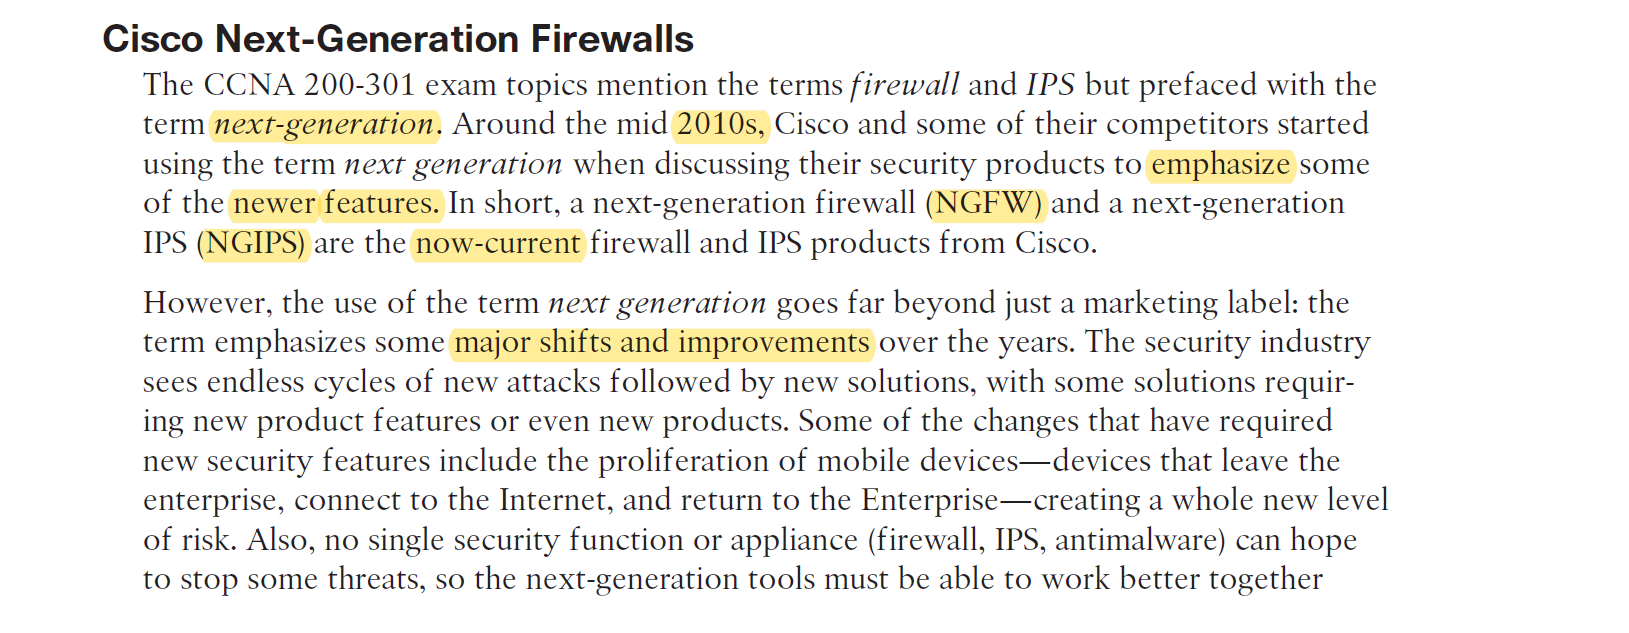 Cisco Next-Generation Firewalls
The CCNA 200-301 exam topics mention the terms firewall and IPS but prefaced with the
term next-generation. Around the mid 2010s, Cisco and some of their competitors started
using the term next generation when discussing their security products to emphasize some
of the newer features. In short, a next-generation firewall (NGFW) and a next-generation
IPS (NGIPS) are the now-current firewall and IPS products from Cisco.
However, the use of the term next generation goes far beyond just a marketing label: the
term emphasizes some major shifts and improvements over the years. The security industry
sees endless cycles of new attacks followed by new solutions, with some solutions requir-
ing new product features or even new products. Some of the changes that have required
new security features include the proliferation of mobile devices—devices that leave the
enterprise, connect to the Internet, and return to the Enterprise—creating a whole new level
of risk. Also, no single security function or appliance (firewall, IPS, antimalware) can hope
to stop some threats, so the next-generation tools must be able to work better together